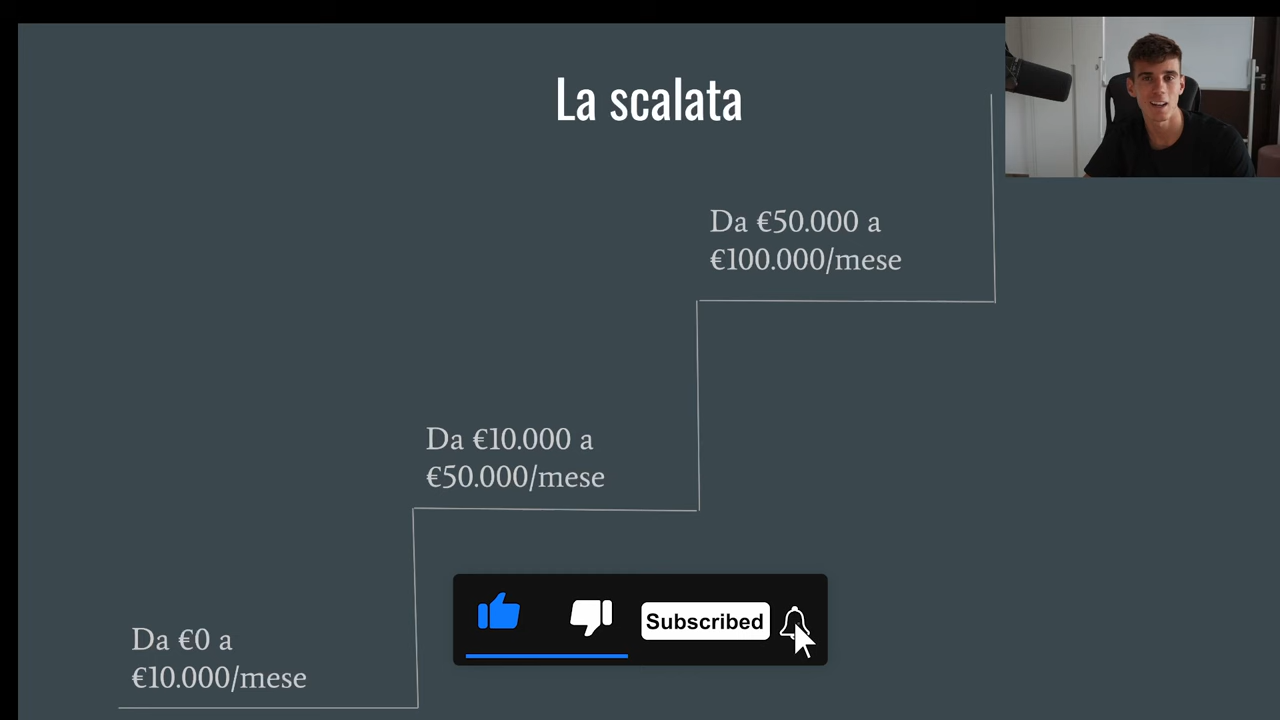 La scalata
Da €50.000 a
€100.000/mese
Da €10.000 a
€50.000/mese
Subscribed
Da €0 a
€10.000/mese